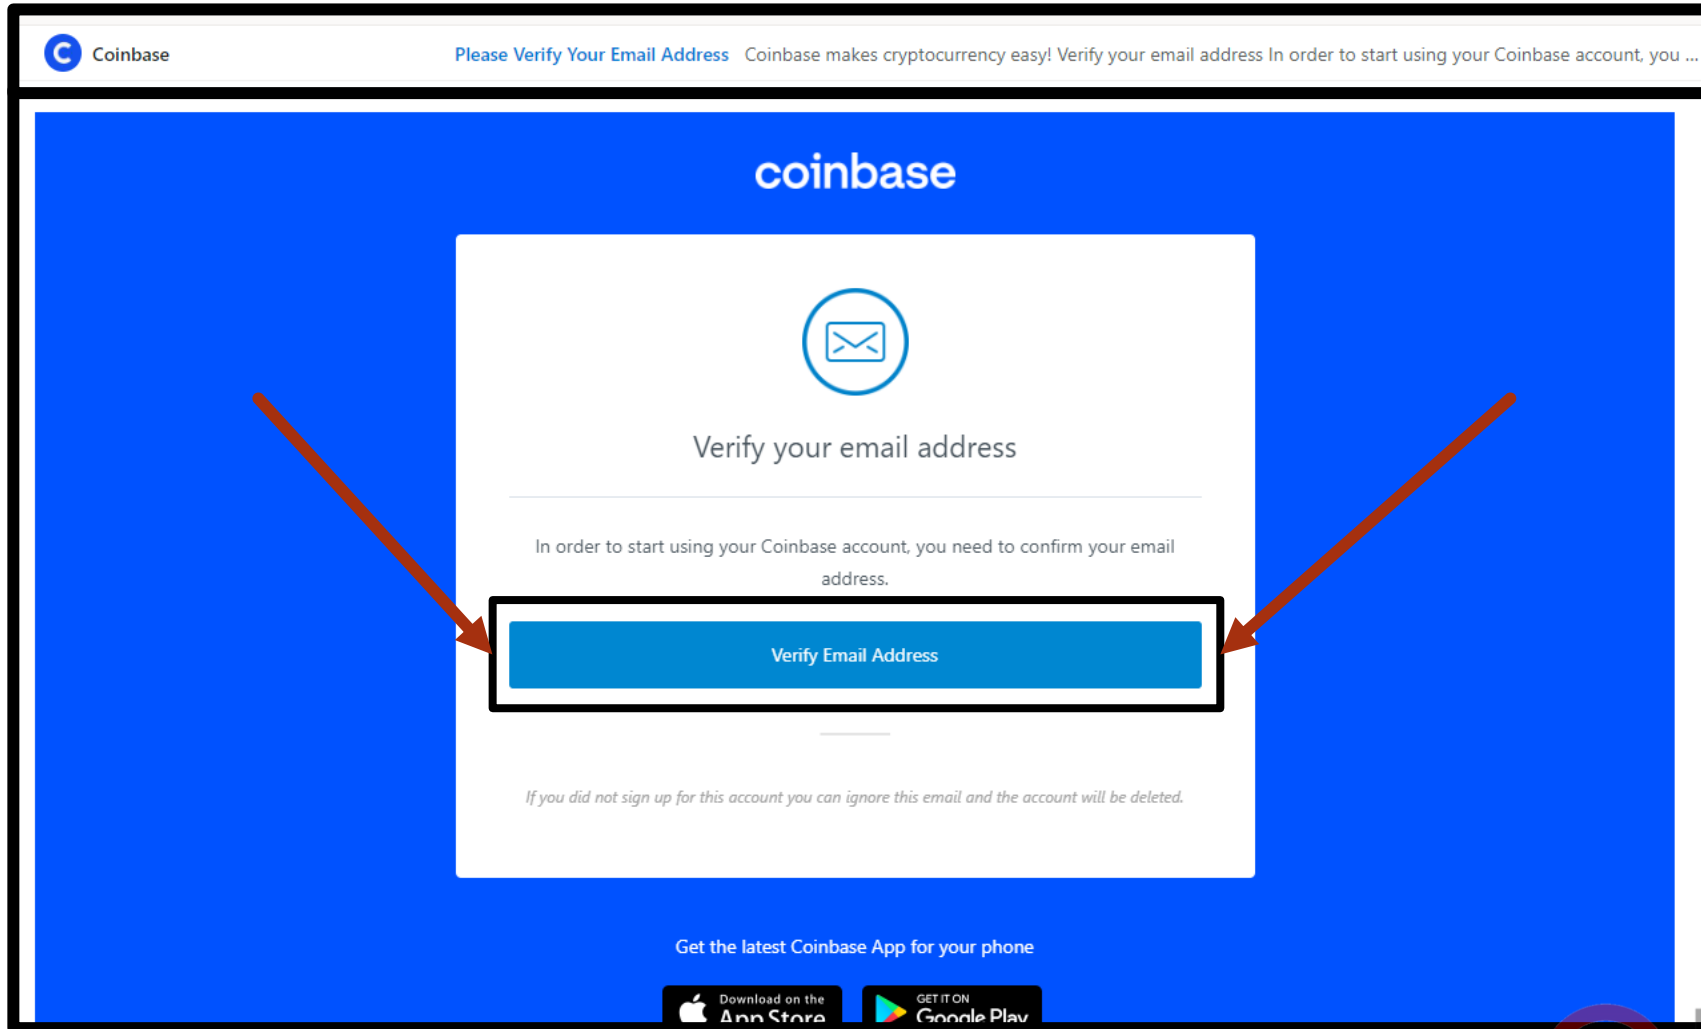 Coinbase Please Verify Your Email Address Coinbase makes cryptocurrency easy! Verify your email address In order to start using your Coinbase account, you ...
coinbase
Verify your email address
In order to start using your Coinbase account, you need to confirm your email
address.
Verify Email Address
If you did not sign up for this account you can ignore this email and the account will be deleted.
Get the latest Coinbase App for your phone
Download on the
App Store
GET IT ON
Google Play